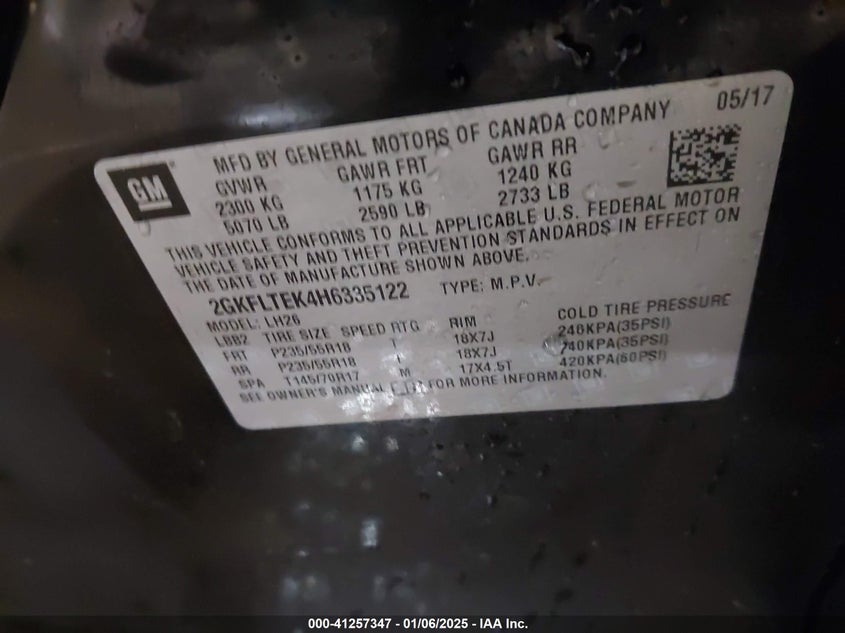 GM
MFD BY GENERAL MOTORS OF CANADA COMPANY 05/17
GVWR GAWR FRT GAWR RR
2300 KG 1175 KG 1240 KG
5070 LB 2590 LB 2733 LB
THIS VEHICLE CONFORMS TO ALL APPLICABLE U.S. FEDERAL MOTOR
VEHICLE SAFETY AND THEFT PREVENTION STANDARDS IN EFFECT ON
THE DATE OF MANUFACTURE SHOWN ABOVE.
2GKFLTEK4H6335122 TYPE: M.P.V.
MODEL: LH26
LBB2 TIRE SIZE SPEED RTG RIM COLD TIRE PRESSURE
FRT P235/55R18 T 18X7J 240KPA(35PSI)
RR P235/55R18 18X7J 240KPA(35PSI)
SPA T145/70R17 M 17X4.5T 420KPA(60PSI)
SEE OWNER'S MANUAL FOR MORE INFORMATION.
000-41257347 - 01/06/2025 - IAA Inc.